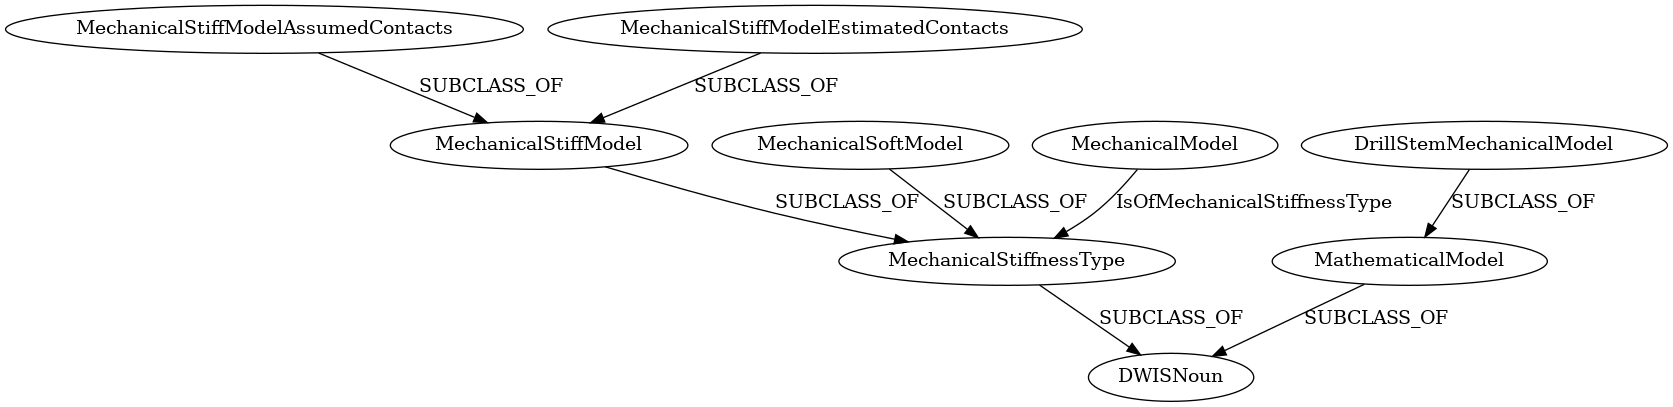 MechanicalStiffModelAssumedContacts
MechanicalStiffModelEstimatedContacts
SUBCLASS_OF
SUBCLASS_OF
MechanicalStiffModel
MechanicalSoftModel
MechanicalModel
DrillStemMechanicalModel
SUBCLASS_OF
SUBCLASS_OF
IsOfMechanicalStiffnessType
SUBCLASS_OF
MechanicalStiffnessType
MathematicalModel
SUBCLASS_OF
SUBCLASS_OF
DWISNoun